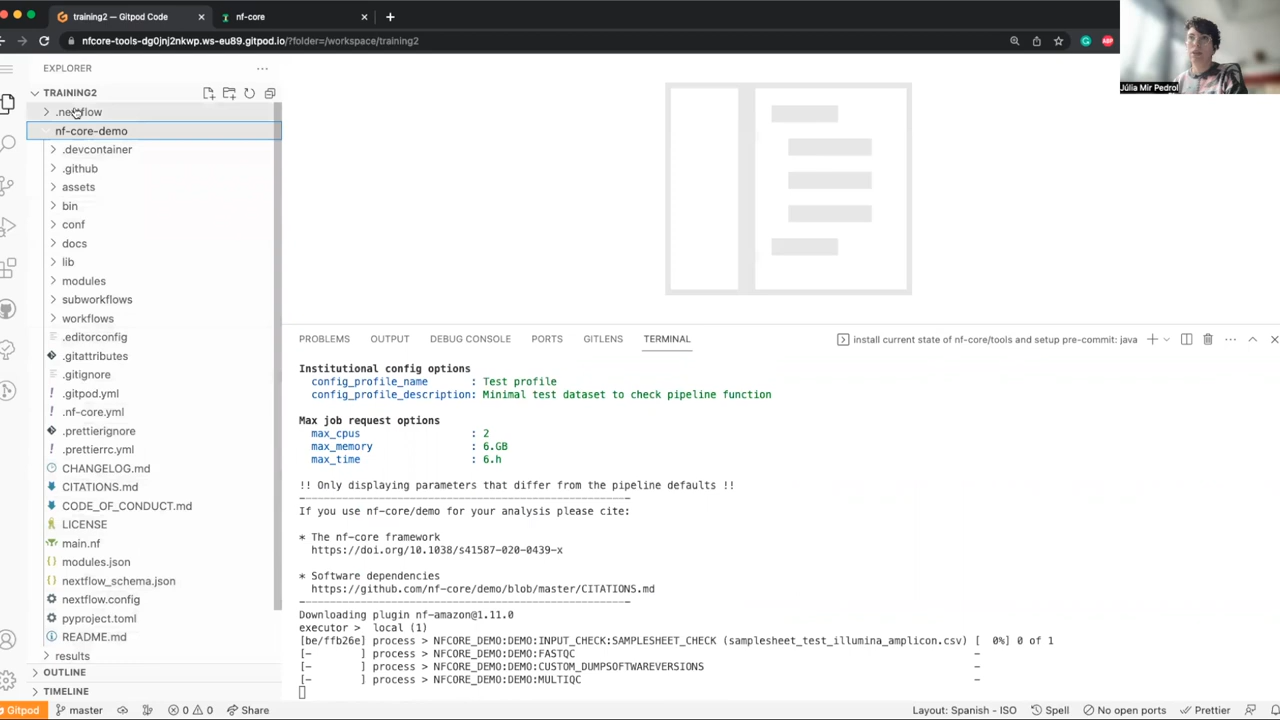 training2 — Gitpod Code
nf-core
nfcore-tools-dg0jnj2nkwp.ws-eu89.gitpod.io/?folder=/workspace/training2
ABP
Júlia Mir Pedrol
EXPLORER
TRAINING2
.nextflow
nf-core-demo
.devcontainer
.github
assets
bin
conf
docs
lib
modules
subworkflows
workflows
.editorconfig
.gitattributes
.gitignore
.gitpod.yml
.nf-core.yml
.prettierignore
.prettierrc.yml
CHANGELOG.md
CITATIONS.md
CODE_OF_CONDUCT.md
LICENSE
main.nf
modules.json
nextflow_schema.json
nextflow.config
pyproject.toml
README.md
results
OUTLINE
TIMELINE
PROBLEMS OUTPUT DEBUG CONSOLE PORTS GITLENS TERMINAL
install current state of nf-core/tools and setup pre-commit: java
Institutional config options
config_profile_name : Test profile
config_profile_description: Minimal test dataset to check pipeline function
Max job request options
max_cpus : 2
max_memory : 6.GB
max_time : 6.h
!! Only displaying parameters that differ from the pipeline defaults !!
------------------------------------------------------
If you use nf-core/demo for your analysis please cite:
* The nf-core framework
https://doi.org/10.1038/s41587-020-0439-x
* Software dependencies
https://github.com/nf-core/demo/blob/master/CITATIONS.md
------------------------------------------------------
Downloading plugin nf-amazon@1.11.0
executor > local (1)
[be/ffb26e] process > NFCORE_DEMO:DEMO:INPUT_CHECK:SAMPLESHEET_CHECK (samplesheet_test_illumina_amplicon.csv) [ 0%] 0 of 1
[- ] process > NFCORE_DEMO:DEMO:FASTQC -
[- ] process > NFCORE_DEMO:DEMO:CUSTOM_DUMPSOFTWAREVERSIONS -
[- ] process > NFCORE_DEMO:DEMO:MULTIQC -
Gitpod master 0 0 Share Layout: Spanish - ISO Spell No open ports Prettier